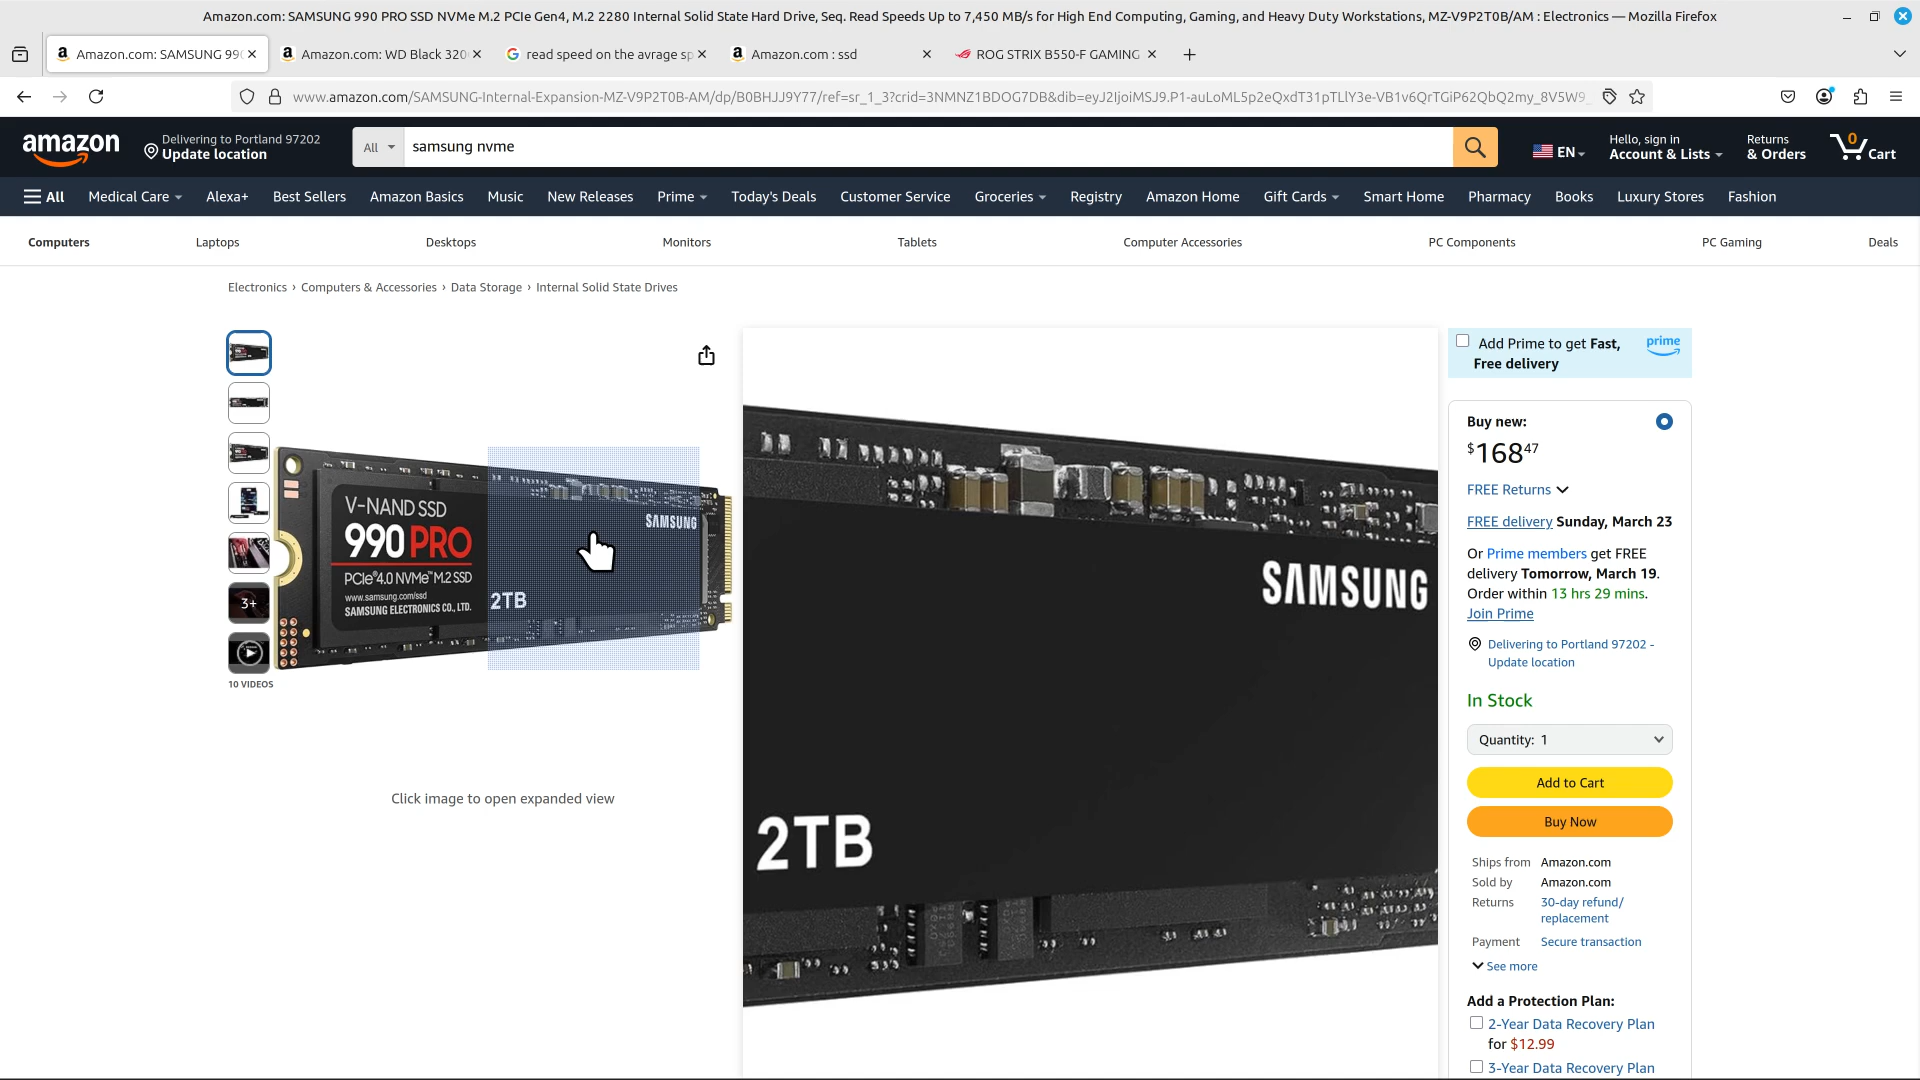 Amazon.com: SAMSUNG 990 PRO SSD NVMe M.2 PCIe Gen4, M.2 2280 Internal Solid State Hard Drive, Seq. Read Speeds Up to 7,450 MB/s for High End Computing, Gaming, and Heavy Duty Workstations, MZ-V9P2T0B/AM : Electronics — Mozilla Firefox
Amazon.com: SAMSUNG 99
Amazon.com: WD Black 320
read speed on the avrage sp
Amazon.com : ssd
ROG STRIX B550-F GAMING
www.amazon.com/SAMSUNG-Internal-Expansion-MZ-V9P2T0B-AM/dp/B0BHJJ9Y77/ref=sr_1_3?crid=3NMNZ1BDOG7DB&dib=eyJ2IjoiMSJ9.P1-auLoML5p2eQxdT31pTLlY3e-VB1v6QrTGiP62QbQ2my_8V5W9_
amazon
Delivering to Portland 97202
Update location
All
samsung nvme
EN
Hello, sign in
Account & Lists
Returns
& Orders
0
Cart
All
Medical Care
Alexa+
Best Sellers
Amazon Basics
Music
New Releases
Prime
Today's Deals
Customer Service
Groceries
Registry
Amazon Home
Gift Cards
Smart Home
Pharmacy
Books
Luxury Stores
Fashion
Computers
Laptops
Desktops
Monitors
Tablets
Computer Accessories
PC Components
PC Gaming
Deals
Electronics › Computers & Accessories › Data Storage › Internal Solid State Drives
3+
10 VIDEOS
V-NAND SSD
990 PRO
PCIe® 4.0 NVMe™ M.2 SSD
www.samsung.com/ssd
SAMSUNG ELECTRONICS CO., LTD.
SAMSUNG
2TB
Click image to open expanded view
SAMSUNG
2TB
Add Prime to get Fast,
Free delivery
prime
Buy new:
$168 47
FREE Returns
FREE delivery Sunday, March 23
Or Prime members get FREE
delivery Tomorrow, March 19.
Order within 13 hrs 29 mins.
Join Prime
Delivering to Portland 97202 -
Update location
In Stock
Quantity: 1
Add to Cart
Buy Now
Ships from Amazon.com
Sold by Amazon.com
Returns 30-day refund/
replacement
Payment Secure transaction
See more
Add a Protection Plan:
2-Year Data Recovery Plan
for $12.99
3-Year Data Recovery Plan